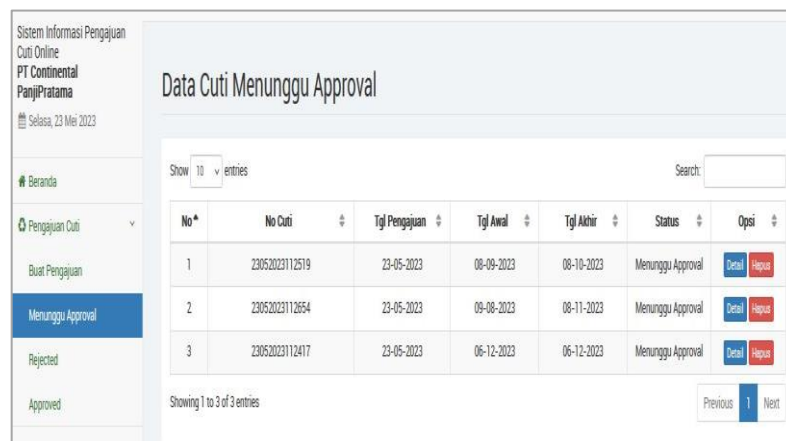 Sistem Informasi Pengajuan
Cuti Online
PT Continental
PanjiPratama
Selasa, 23 Mei 2023
Beranda
Pengajuan Cuti
Buat Pengajuan
Menunggu Approval
Rejected
Approved
Data Cuti Menunggu Approval
Show 10 entries Search:
No No Cuti Tgl Pengajuan Tgl Awal Tgl Akhir Status Opsi
1 23052023112519 23-05-2023 08-09-2023 08-10-2023 Menunggu Approval Detail Hapus
2 23052023112654 23-05-2023 09-08-2023 08-11-2023 Menunggu Approval Detail Hapus
3 23052023112417 23-05-2023 06-12-2023 06-12-2023 Menunggu Approval Detail Hapus
Showing 1 to 3 of 3 entries Previous 1 Next